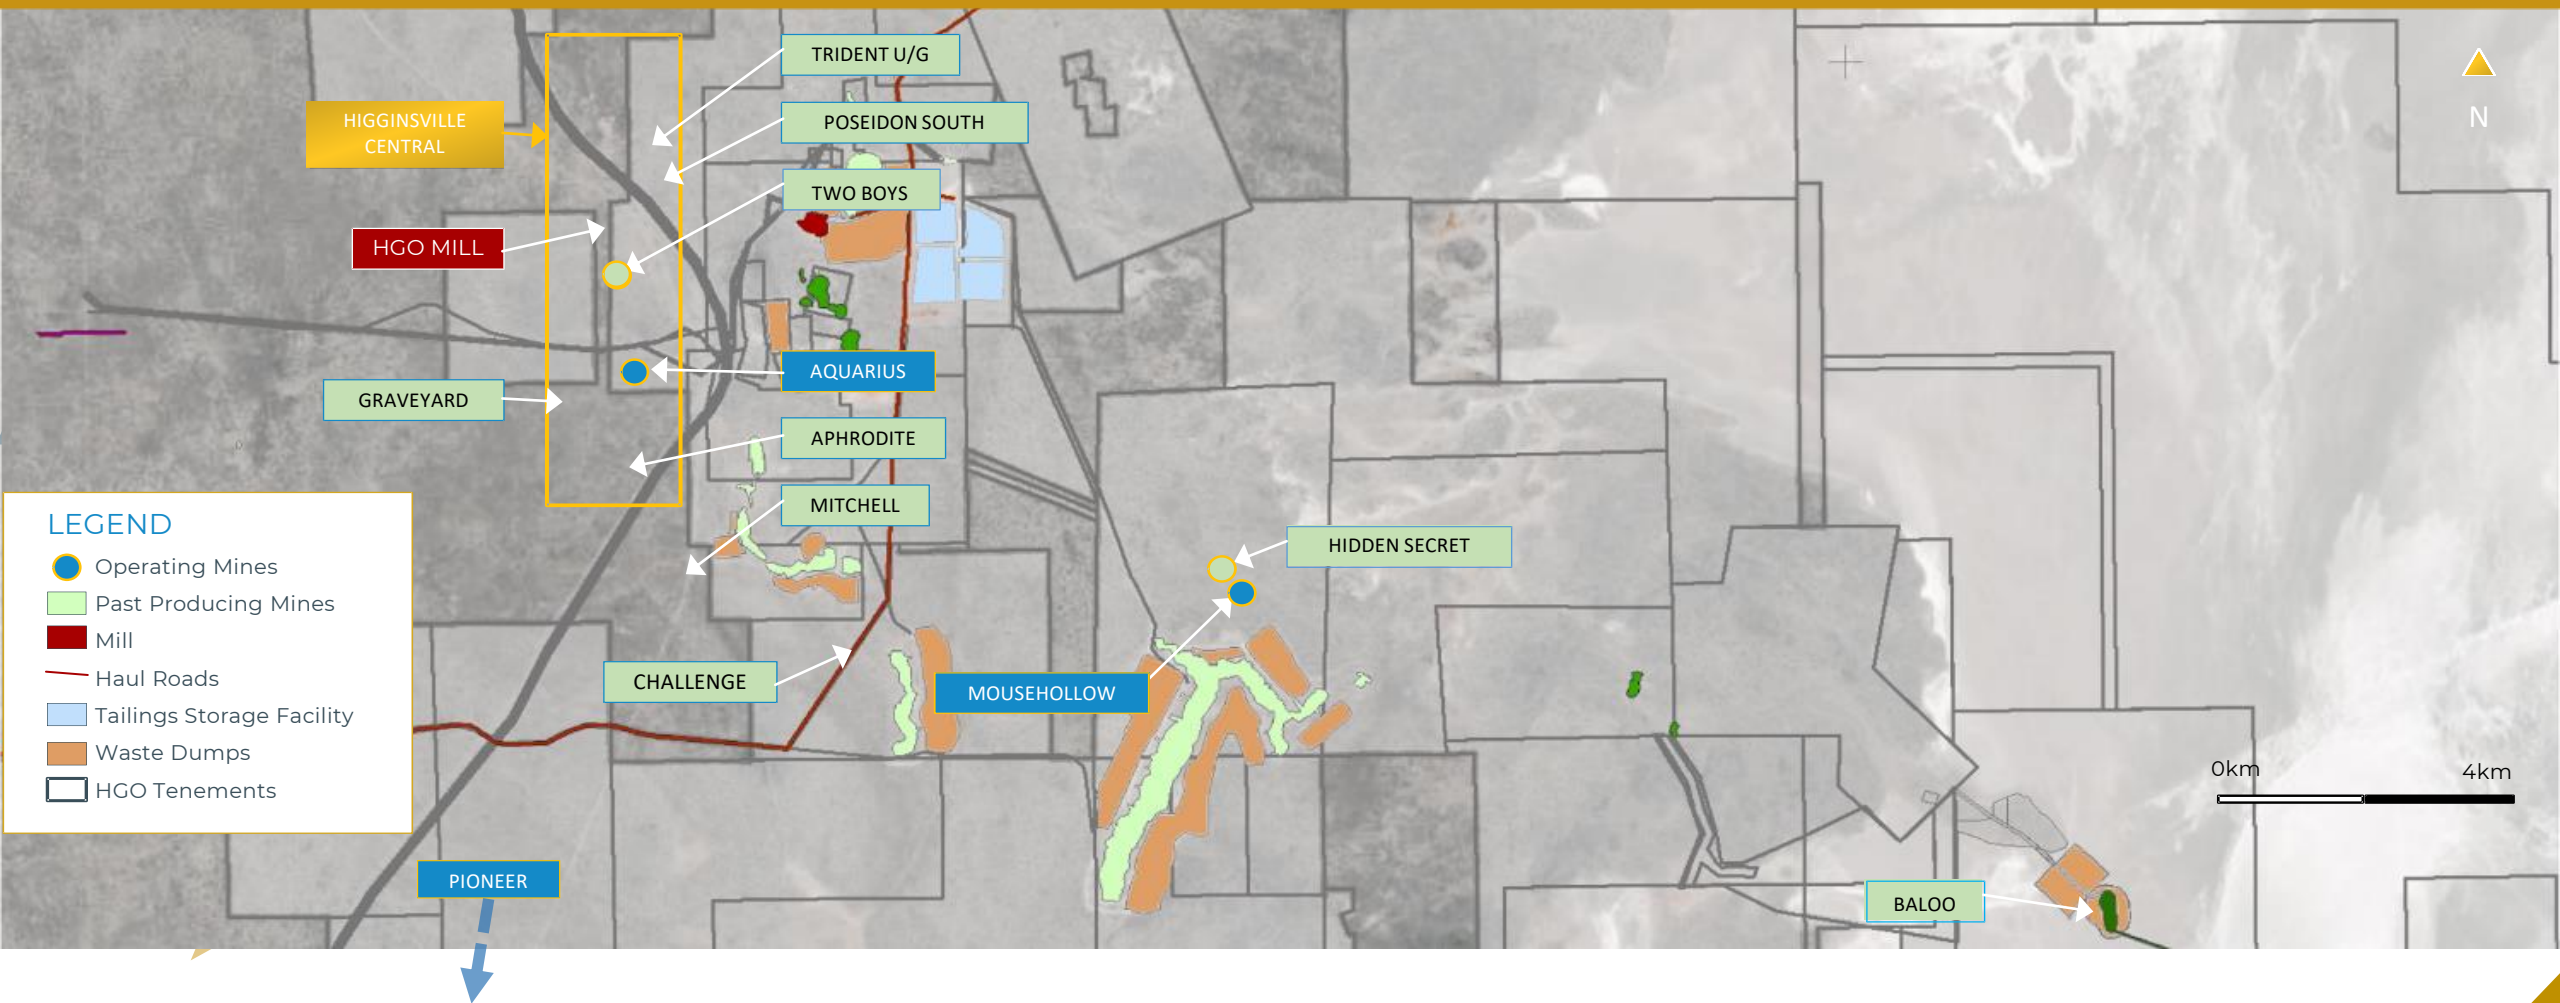 TRIDENT U/G
POSEIDON SOUTH
HIGGINSVILLE
CENTRAL
N
TWO BOYS
HGO MILL
AQUARIUS
GRAVEYARD
APHRODITE
MITCHELL
HIDDEN SECRET
LEGEND
Operating Mines
Past Producing Mines
Mill
Haul Roads
Tailings Storage Facility
Waste Dumps
HGO Tenements
CHALLENGE
MOUSEHOLLOW
0km
4km
PIONEER
BALOO